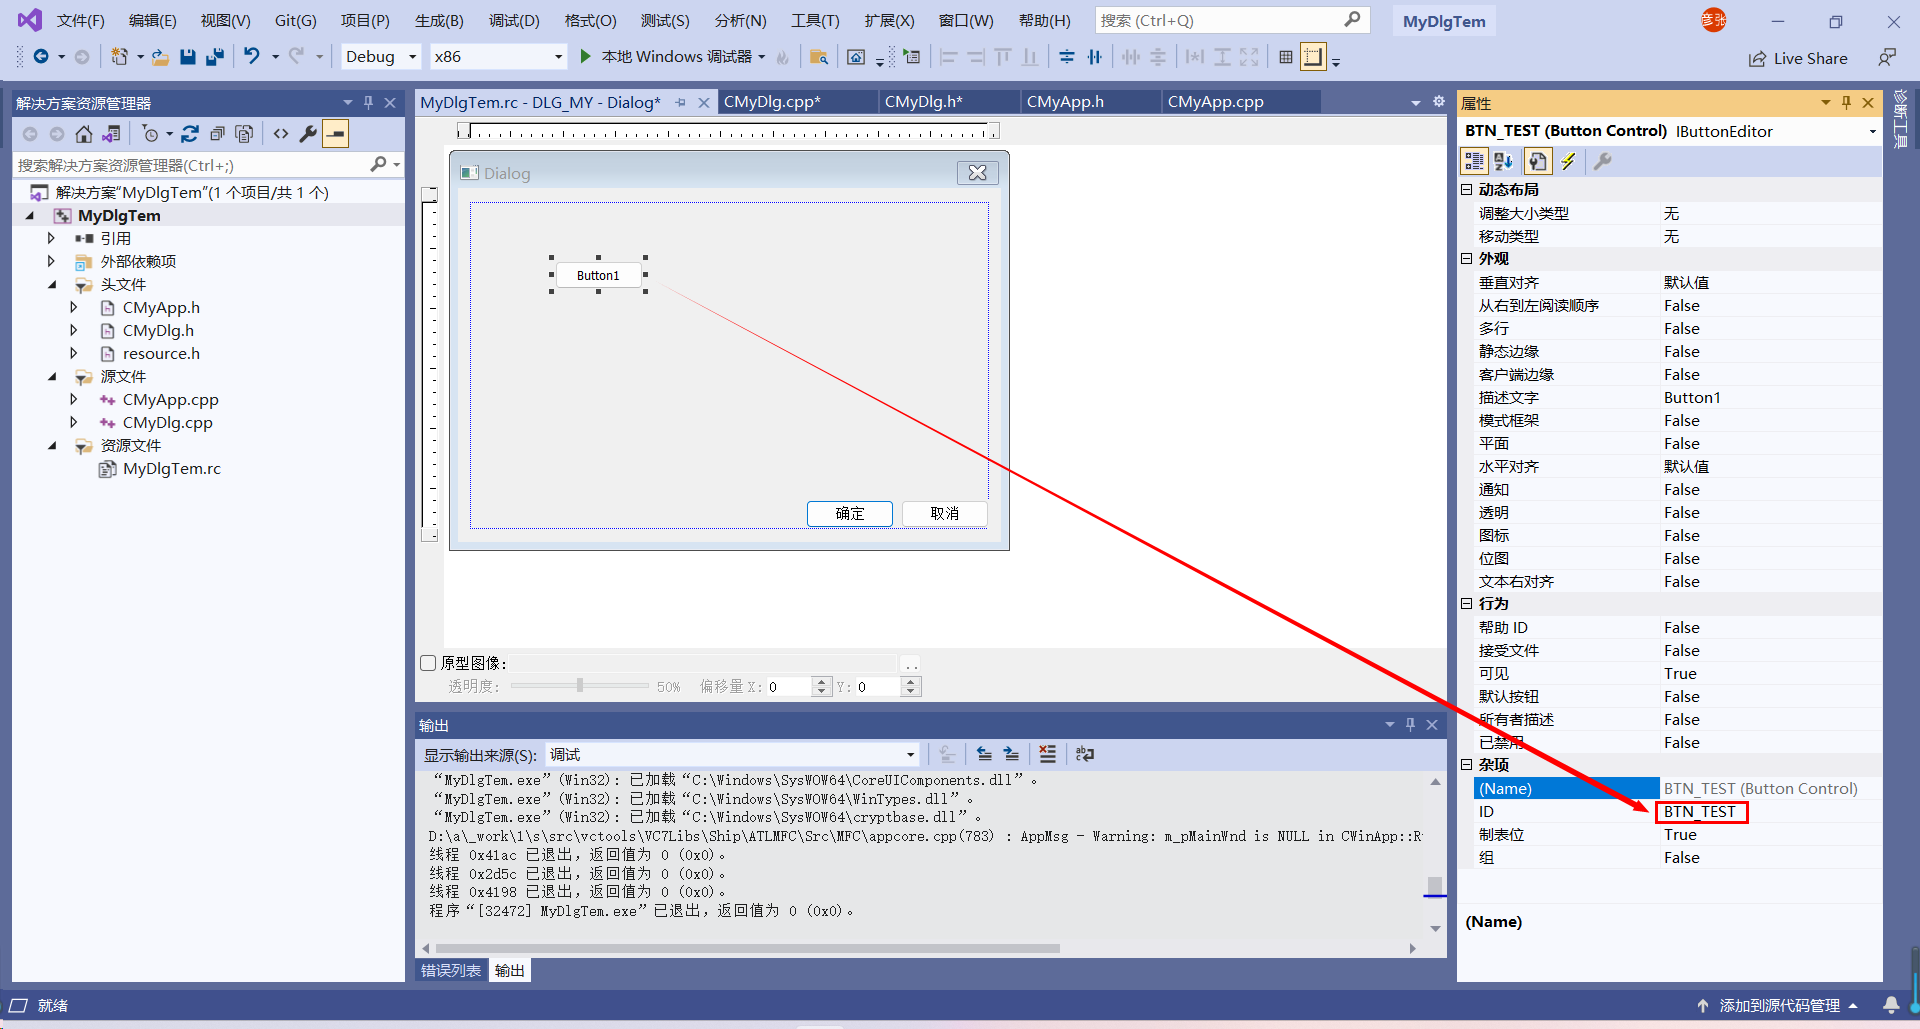 文件(F) 编辑(E) 视图(V) Git(G) 项目(P) 生成(B) 调试(D) 格式(O) 测试(S) 分析(N) 工具(T) 扩展(X) 窗口(W) 帮助(H) 搜索 (Ctrl+Q) MyDlgTem 彦张
Debug x86 本地 Windows 调试器 Live Share
解决方案资源管理器
搜索解决方案资源管理器(Ctrl+;)
解决方案“MyDlgTem”(1 个项目/共 1 个)
MyDlgTem
引用
外部依赖项
头文件
CMyApp.h
CMyDlg.h
resource.h
源文件
CMyApp.cpp
CMyDlg.cpp
资源文件
MyDlgTem.rc
MyDlgTem.rc - DLG_MY - Dialog* CMyDlg.cpp* CMyDlg.h* CMyApp.h CMyApp.cpp
Dialog
Button1
确定 取消
原型图像: ..
透明度: 50% 偏移量 X: 0 Y: 0
输出
显示输出来源(S): 调试
“MyDlgTem.exe”(Win32): 已加载“C:\Windows\SysWOW64\CoreUIComponents.dll”。
“MyDlgTem.exe”(Win32): 已加载“C:\Windows\SysWOW64\WinTypes.dll”。
“MyDlgTem.exe”(Win32): 已加载“C:\Windows\SysWOW64\cryptbase.dll”。
D:\a\_work\1\s\src\vctools\VC7Libs\Ship\ATLMFC\Src\MFC\appcore.cpp(783) : AppMsg - Warning: m_pMainWnd is NULL in CWinApp::R
线程 0x41ac 已退出，返回值为 0 (0x0)。
线程 0x2d5c 已退出，返回值为 0 (0x0)。
线程 0x4198 已退出，返回值为 0 (0x0)。
程序“[32472] MyDlgTem.exe”已退出，返回值为 0 (0x0)。
错误列表 输出
属性
BTN_TEST (Button Control) IButtonEditor
动态布局
调整大小类型 无
移动类型 无
外观
垂直对齐 默认值
从右到左阅读顺序 False
多行 False
静态边缘 False
客户端边缘 False
描述文字 Button1
模式框架 False
平面 False
水平对齐 默认值
通知 False
透明 False
图标 False
位图 False
文本右对齐 False
行为
帮助 ID False
接受文件 False
可见 True
默认按钮 False
所有者描述 False
已禁用 False
杂项
(Name) BTN_TEST (Button Control)
ID BTN_TEST
制表位 True
组 False
(Name)
诊断工具
就绪 添加到源代码管理